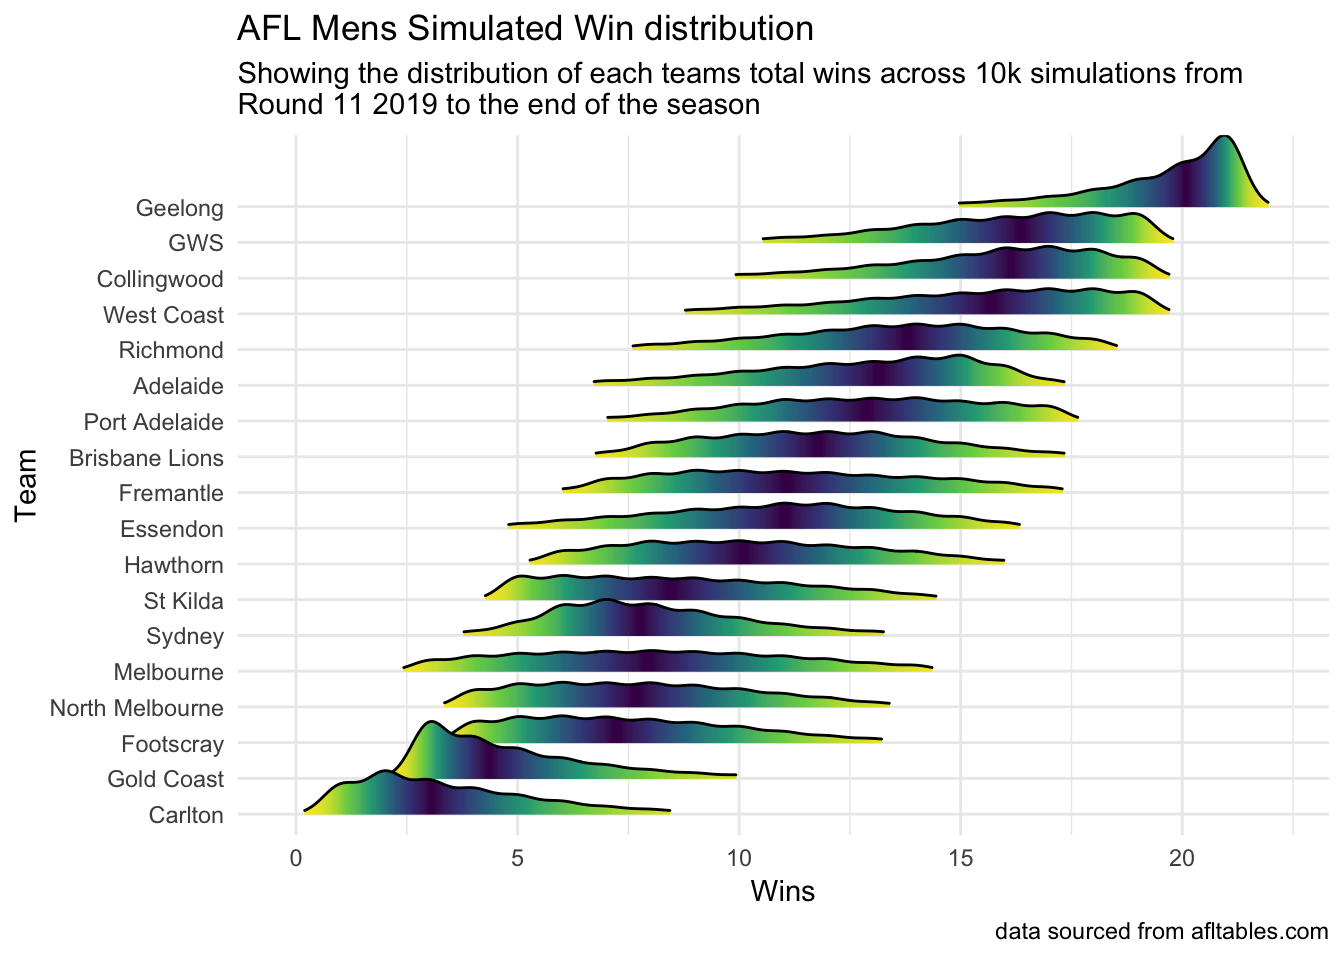 AFL Mens Simulated Win distribution
Showing the distribution of each teams total wins across 10k simulations from
Round 11 2019 to the end of the season
Team
Geelong
GWS
Collingwood
West Coast
Richmond
Adelaide
Port Adelaide
Brisbane Lions
Fremantle
Essendon
Hawthorn
St Kilda
Sydney
Melbourne
North Melbourne
Footscray
Gold Coast
Carlton
0 5 10 15 20
Wins
data sourced from afltables.com